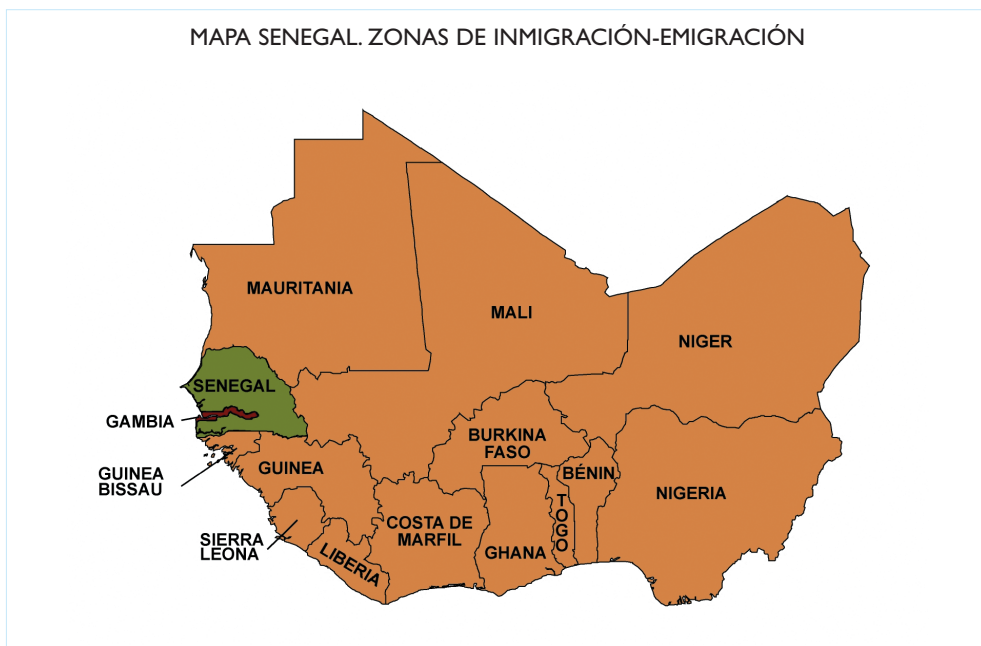 MAPA SENEGAL. ZONAS DE INMIGRACIÓN-EMIGRACIÓN
MAURITANIA
MALI
NIGER
SENEGAL
GAMBIA
BURKINA
FASO
GUINEA
BISSAU
GUINEA
BÉNIN
NIGERIA
TOGO
COSTA DE
MARFIL
GHANA
SIERRA
LEONA
LIBERIA